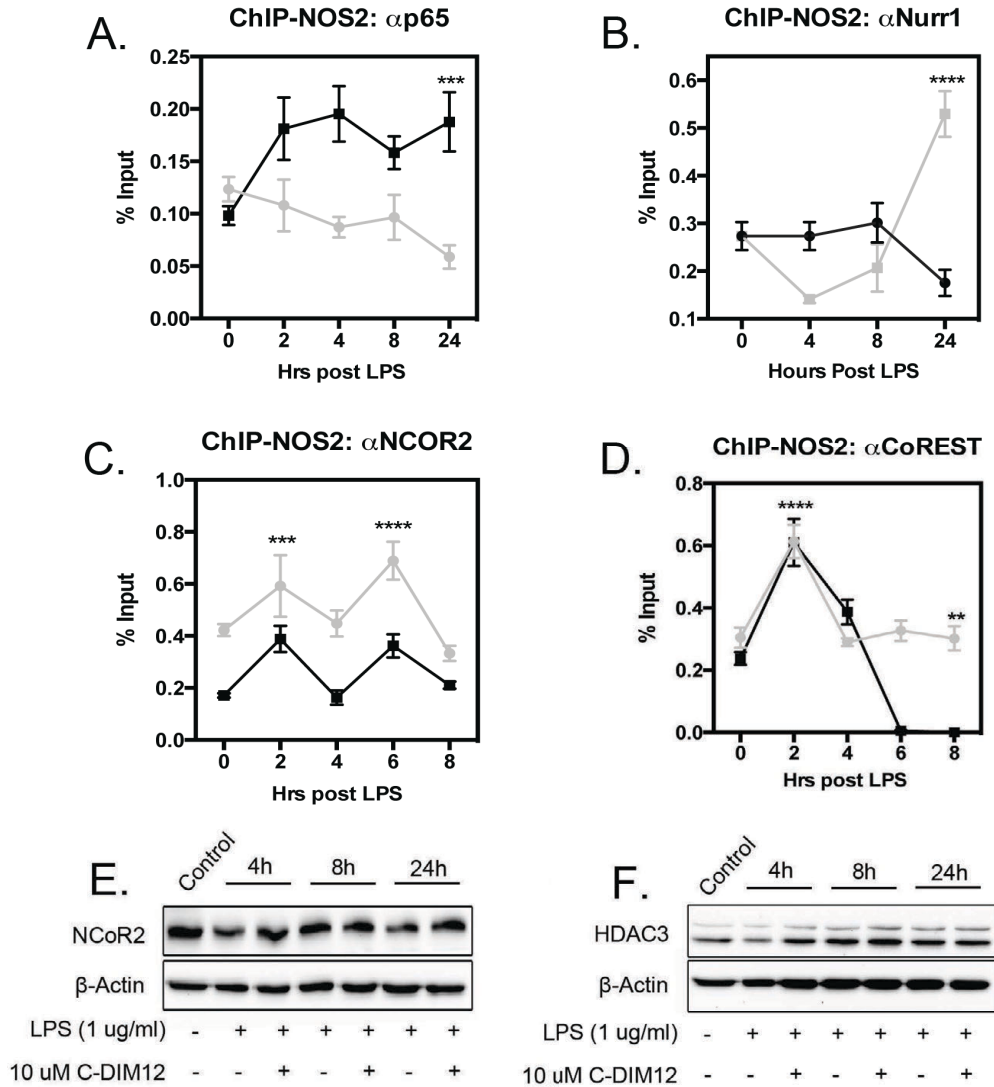 A.
ChIP-NOS2: αp65
% Input
0.25
0.20
0.15
0.10
0.05
0.00
***
0 2 4 8 24
Hrs post LPS
B.
ChIP-NOS2: αNurr1
% Input
0.6
0.5
0.4
0.3
0.2
0.1
****
0 4 8 24
Hours Post LPS
C.
ChIP-NOS2: αNCOR2
% Input
1.0
0.8
0.6
0.4
0.2
0.0
*** ****
0 2 4 6 8
Hrs post LPS
D.
ChIP-NOS2: αCoREST
% Input
0.8
0.6
0.4
0.2
0.0
**** **
0 2 4 6 8
Hrs post LPS
E.
Control 4h 8h 24h
NCoR2
β-Actin
LPS (1 ug/ml) - + + + + + +
10 uM C-DIM12 - - + - + - +
F.
Control 4h 8h 24h
HDAC3
β-Actin
LPS (1 ug/ml) - + + + + + +
10 uM C-DIM12 - - + - + - +